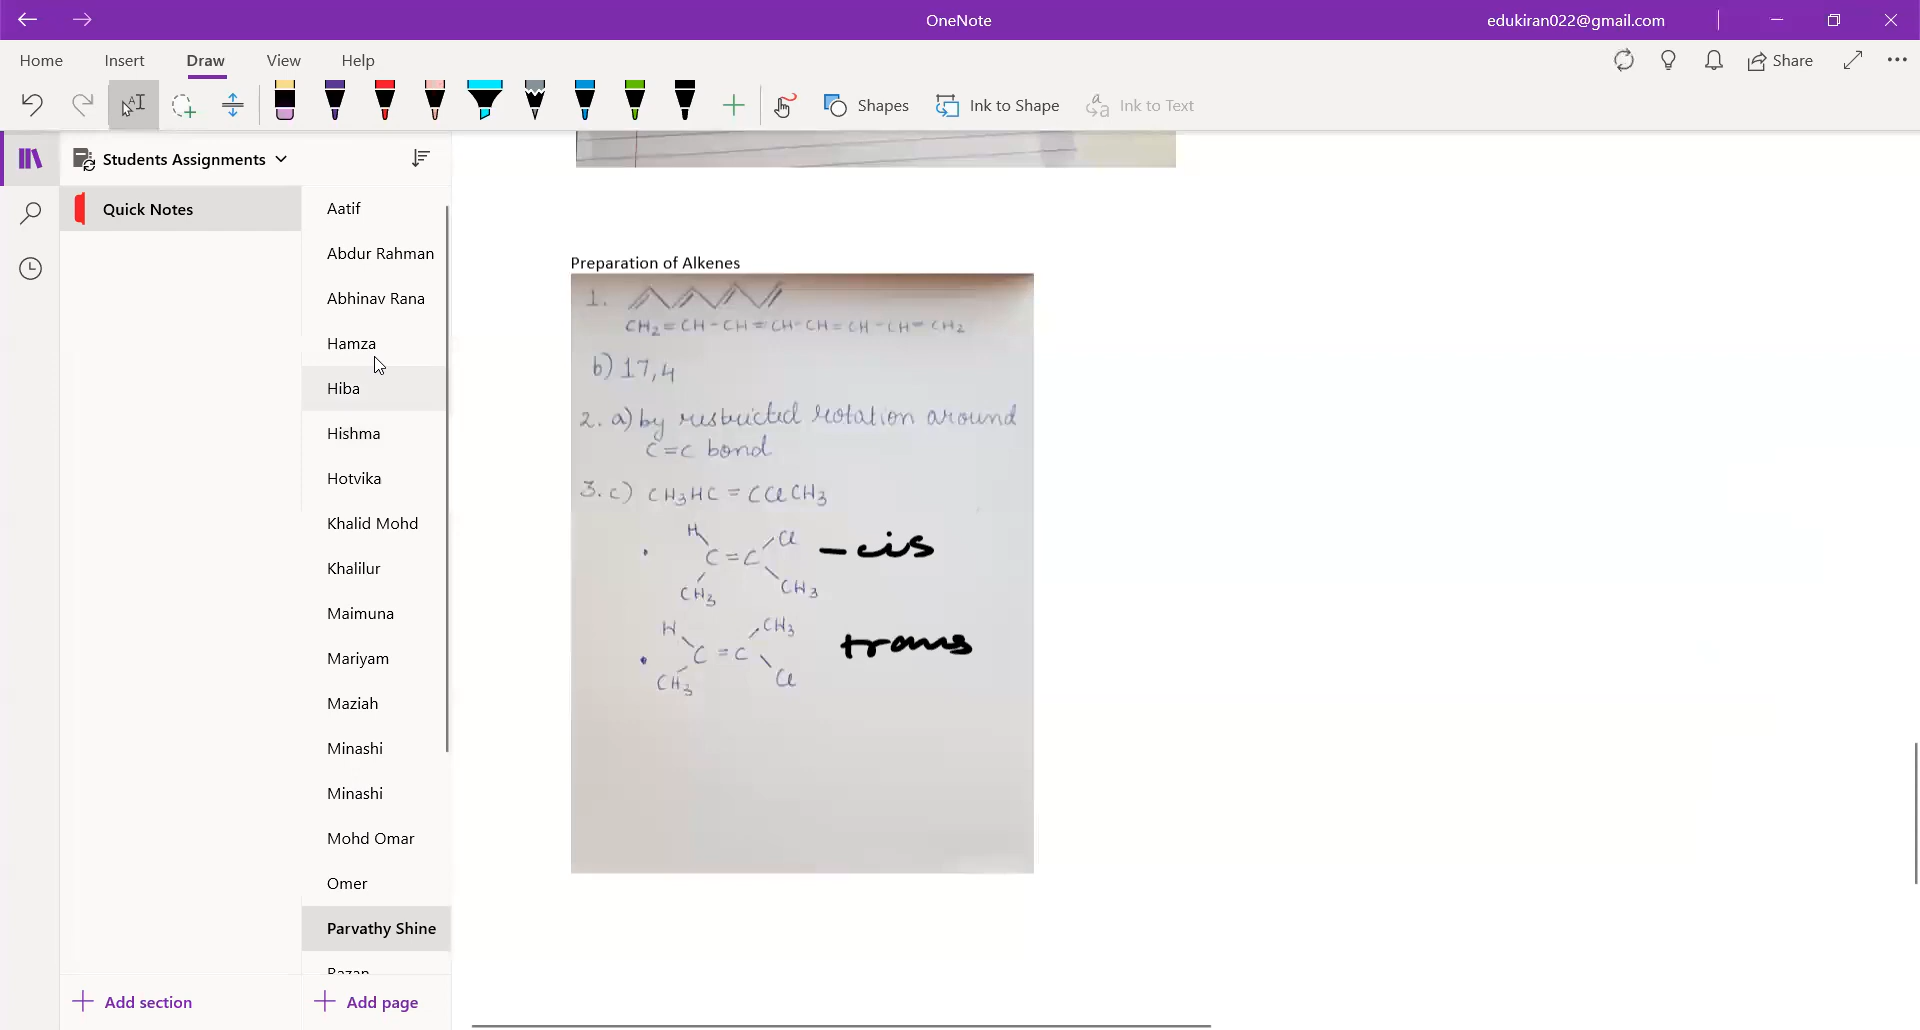 OneNote
edukiran022@gmail.com
Home Insert Draw View Help
Share
Shapes
Ink to Shape
Ink to Text
Students Assignments
Quick Notes
Aatif
Abdur Rahman
Abhinav Rana
Hamza
Hiba
Hishma
Hotvika
Khalid Mohd
Khalilur
Maimuna
Mariyam
Maziah
Minashi
Minashi
Mohd Omar
Omer
Parvathy Shine
Razan
Add section
Add page
Preparation of Alkenes
1.
CH2=CH-CH=CH-CH=CH-CH=CH2
b) 17,4
2. a) by restricted rotation around
C=C bond
3. c) CH3HC = CClCH3
H Cl
C=C - cis
CH3 CH3
H CH3
C=C trans
CH3 Cl